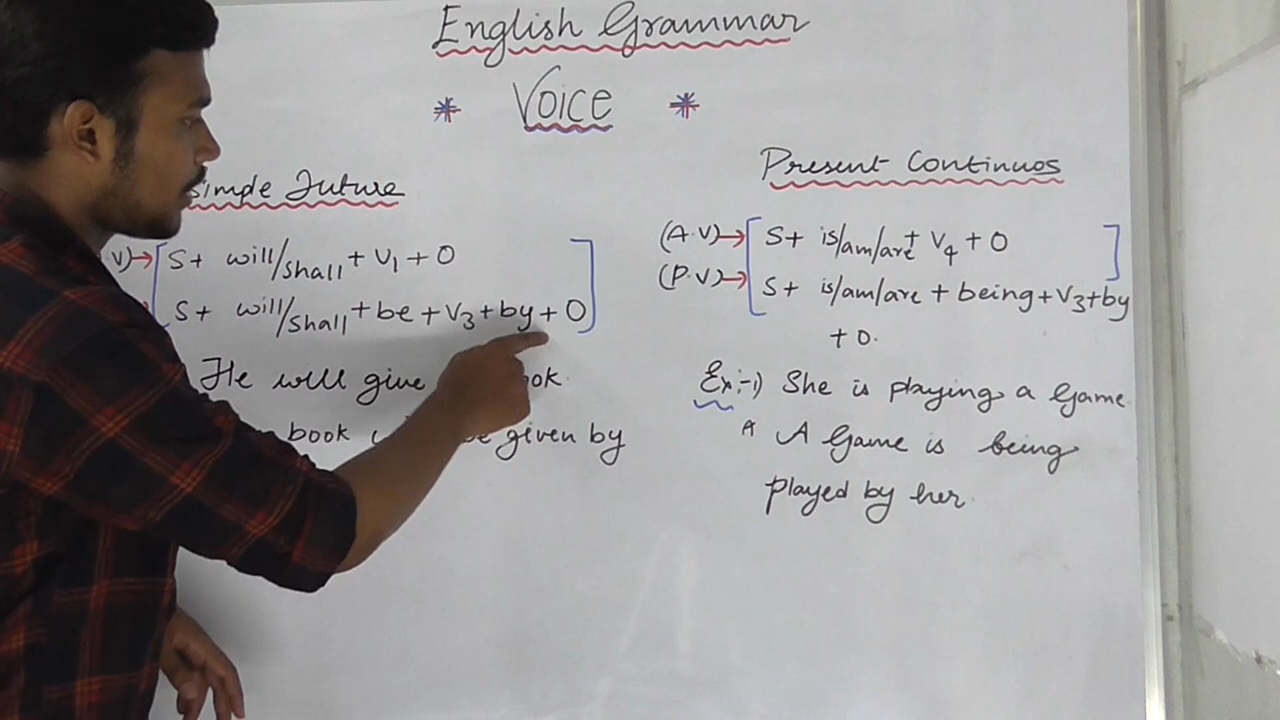 English Grammar
* Voice *
Simple Future
V)→ [S + will/shall + V1 + O]
[S + will/shall + be + V3 + by + O]
He will give
book given by
Present Continuos
(A.V)→ [S + is/am/are + V4 + O]
(P.V)→ [S + is/am/are + being + V3 + by
+ O.
Ex:-1) She is playing a Game.
A A Game is being
played by her.